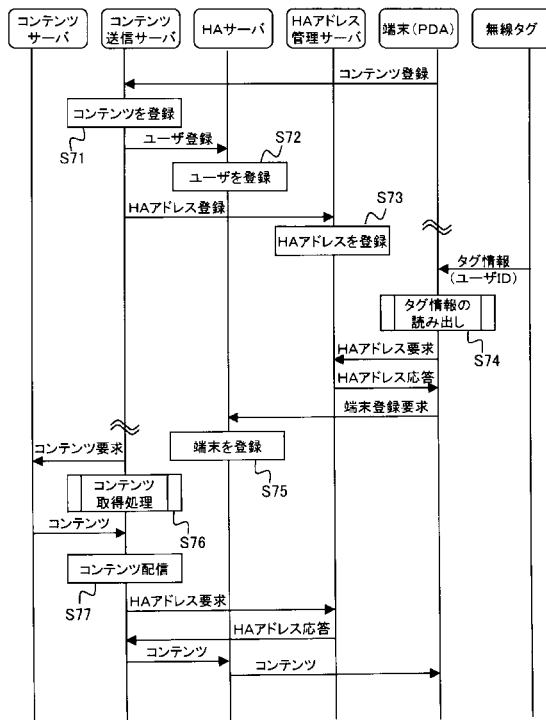 コンテンツ
サーバ
コンテンツ
送信サーバ
HAサーバ
HAアドレス
管理サーバ
端末(PDA)
無線タグ
コンテンツ登録
コンテンツを登録
S71
ユーザ登録
S72
ユーザを登録
HAアドレス登録
S73
HAアドレスを登録
タグ情報
(ユーザID)
タグ情報の
読み出し
S74
HAアドレス要求
HAアドレス応答
端末登録要求
端末を登録
S75
コンテンツ要求
コンテンツ
取得処理
S76
コンテンツ
コンテンツ配信
S77
HAアドレス要求
HAアドレス応答
コンテンツ
コンテンツ